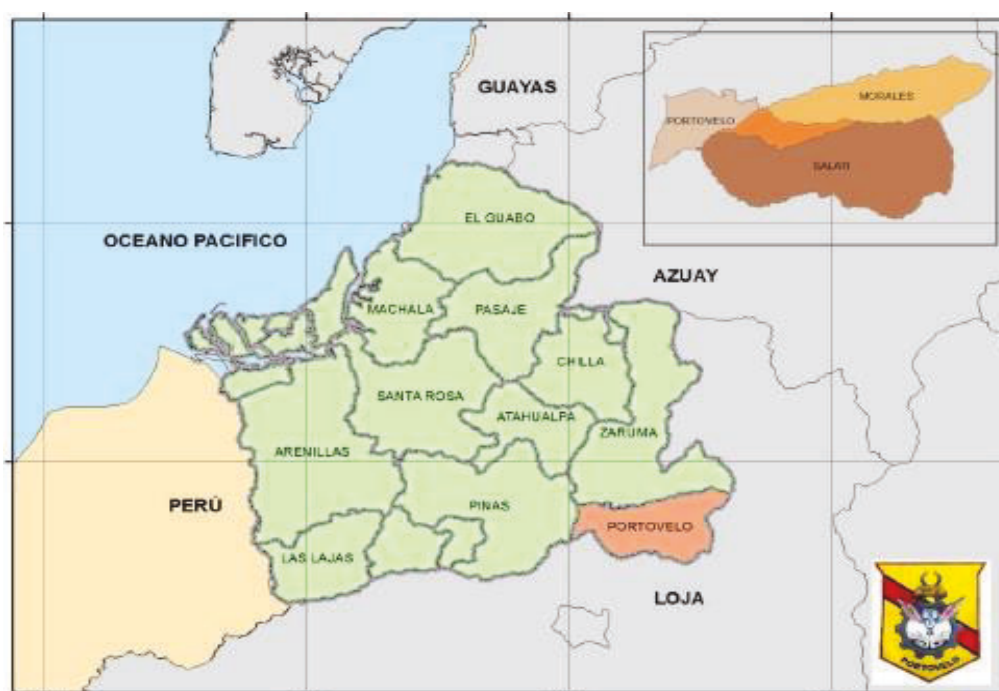 GUAYAS
MORALES
PORTOVELO
SALATI
EL GUABO
OCEANO PACIFICO
AZUAY
MACHALA
PASAJE
CHILLA
SANTA ROSA
ATAHUALPA
ZARUMA
ARENILLAS
PERÚ
PIÑAS
PORTOVELO
LAS LAJAS
LOJA
PORTOVELO